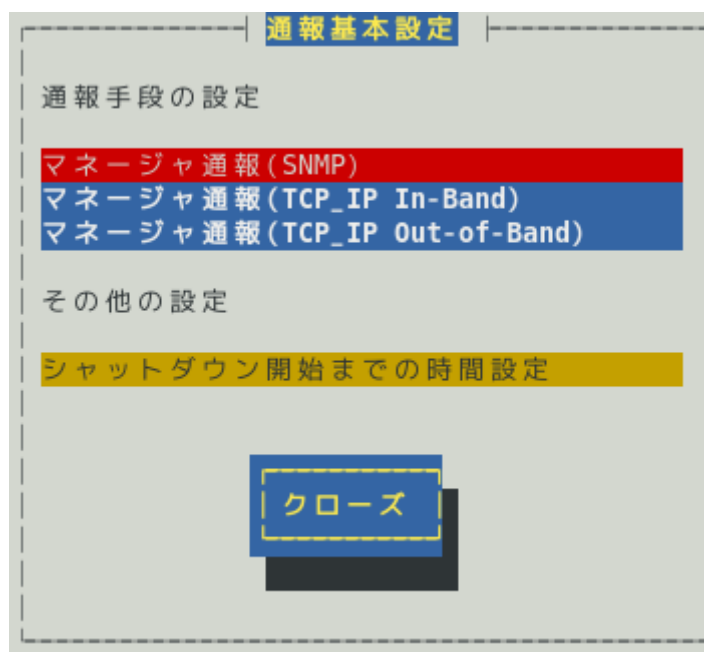 通報基本設定
通報手段の設定
マネージャ通報(SNMP)
マネージャ通報(TCP_IP In-Band)
マネージャ通報(TCP_IP Out-of-Band)
その他の設定
シャットダウン開始までの時間設定
クローズ